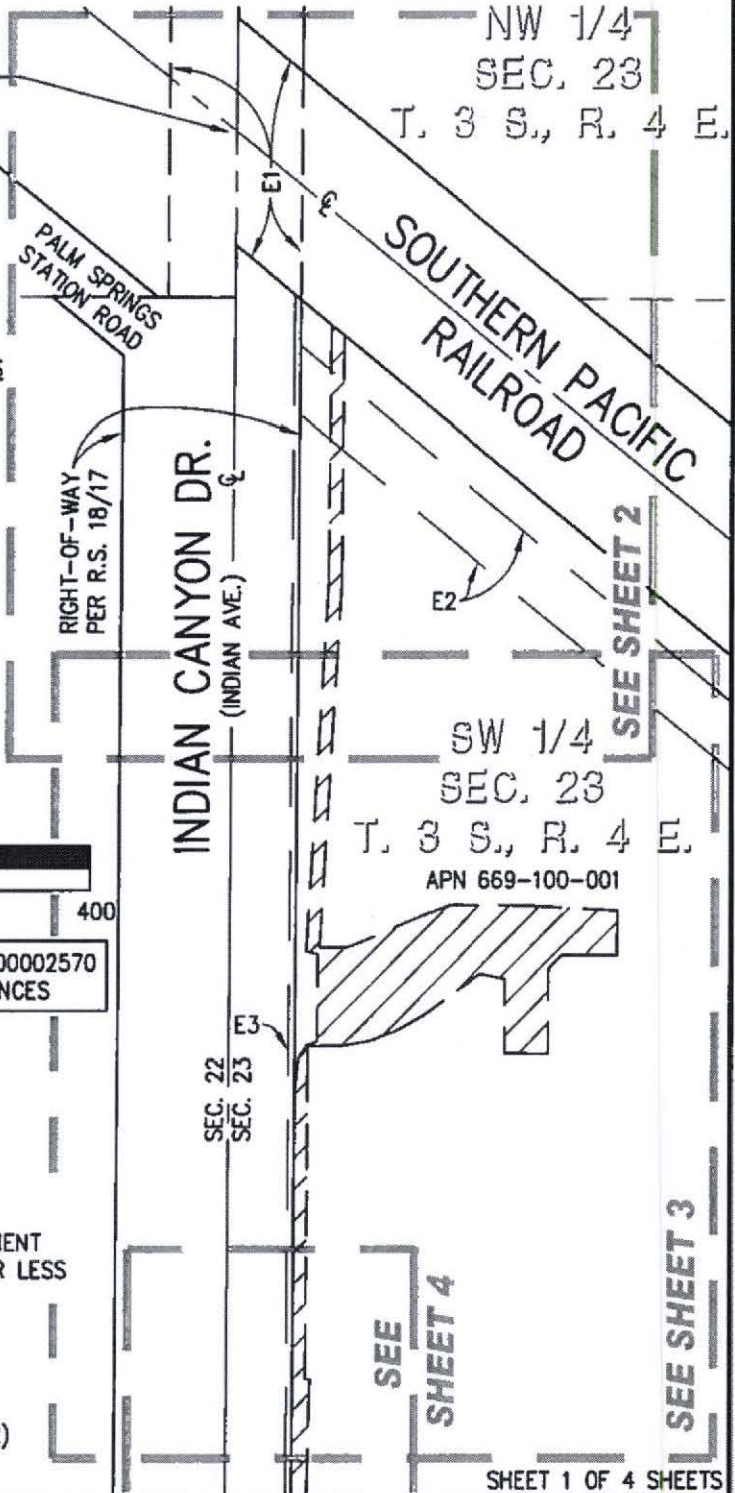 NW 1/4
SEC. 23
T. 3 S., R. 4 E.
E1
℄
SOUTHERN PACIFIC
RAILROAD
PALM SPRINGS
STATION ROAD
RIGHT-OF-WAY
PER R.S. 18/17
INDIAN CANYON DR.
(INDIAN AVE.)
℄
E2
SEE SHEET 2
SW 1/4
SEC. 23
T. 3 S., R. 4 E.
APN 669-100-001
400
00002570
NCES
E3
SEC. 22
SEC. 23
R LESS
SEE
SHEET 4
SEE SHEET 3
)
SHEET 1 OF 4 SHEETS